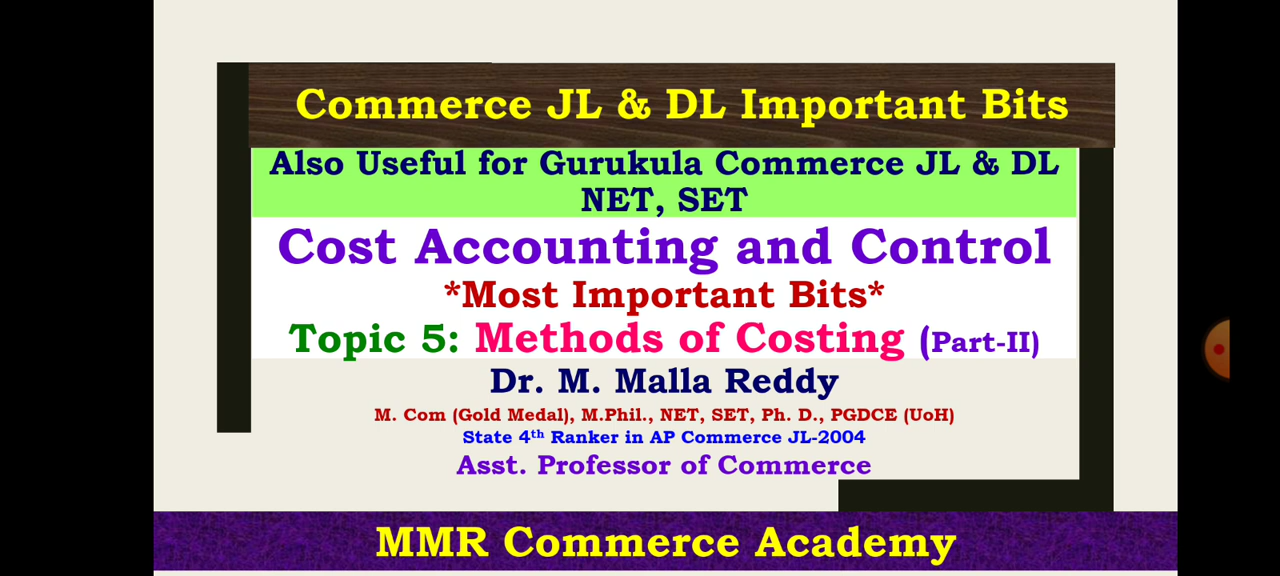 Commerce JL & DL Important Bits
Also Useful for Gurukula Commerce JL & DL
NET, SET
Cost Accounting and Control
*Most Important Bits*
Topic 5: Methods of Costing (Part-II)
Dr. M. Malla Reddy
M. Com (Gold Medal), M.Phil., NET, SET, Ph. D., PGDCE (UoH)
State 4th Ranker in AP Commerce JL-2004
Asst. Professor of Commerce
MMR Commerce Academy